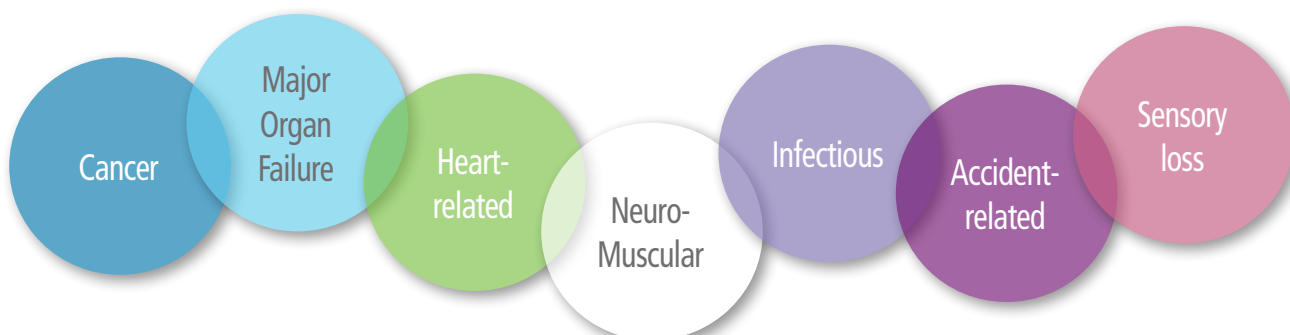 Cancer
Major
Organ
Failure
Heart-
related
Neuro-
Muscular
Infectious
Accident-
related
Sensory
loss